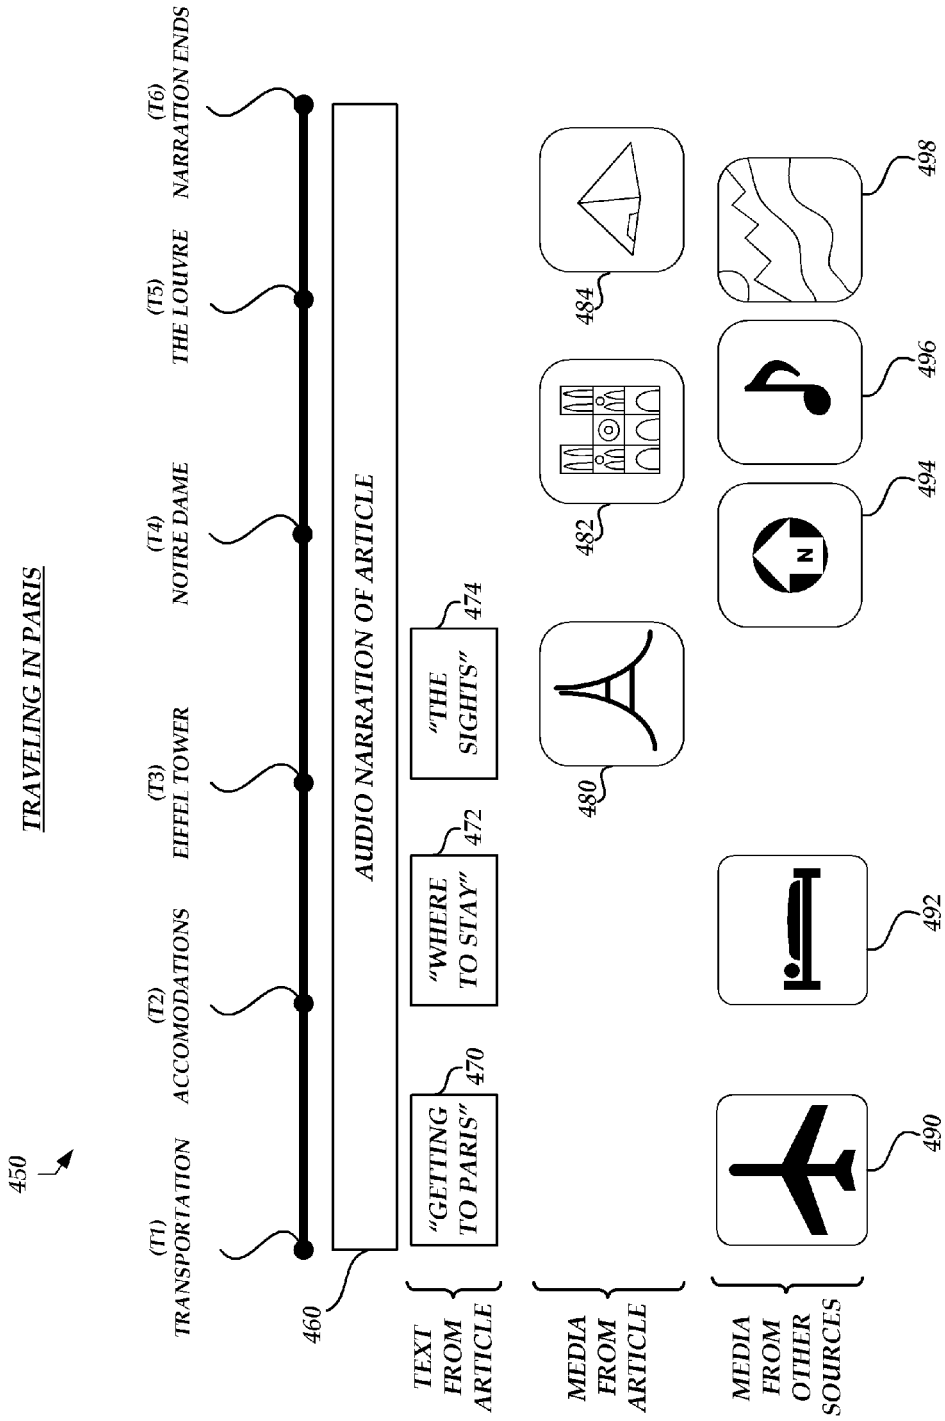 450
TRAVELING IN PARIS
(T1)
TRANSPORTATION
(T2)
ACCOMODATIONS
(T3)
EIFFEL TOWER
(T4)
NOTRE DAME
(T5)
THE LOUVRE
(T6)
NARRATION ENDS
460
AUDIO NARRATION OF ARTICLE
TEXT
FROM
ARTICLE
"GETTING
TO PARIS"
470
"WHERE
TO STAY"
472
"THE
SIGHTS"
474
MEDIA
FROM
ARTICLE
480
482
484
MEDIA
FROM
OTHER
SOURCES
N
490
492
494
496
498